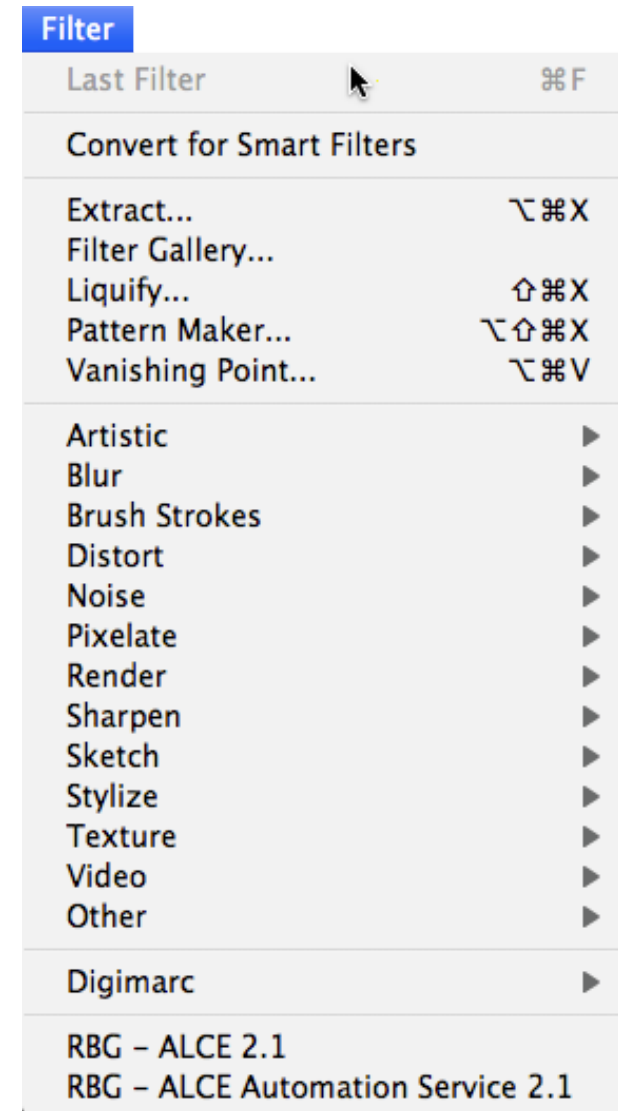 Filter
Last Filter ⌘F
Convert for Smart Filters
Extract... ⌥⌘X
Filter Gallery...
Liquify... ⇧⌘X
Pattern Maker... ⌥⇧⌘X
Vanishing Point... ⌥⌘V
Artistic
Blur
Brush Strokes
Distort
Noise
Pixelate
Render
Sharpen
Sketch
Stylize
Texture
Video
Other
Digimarc
RBG – ALCE 2.1
RBG – ALCE Automation Service 2.1